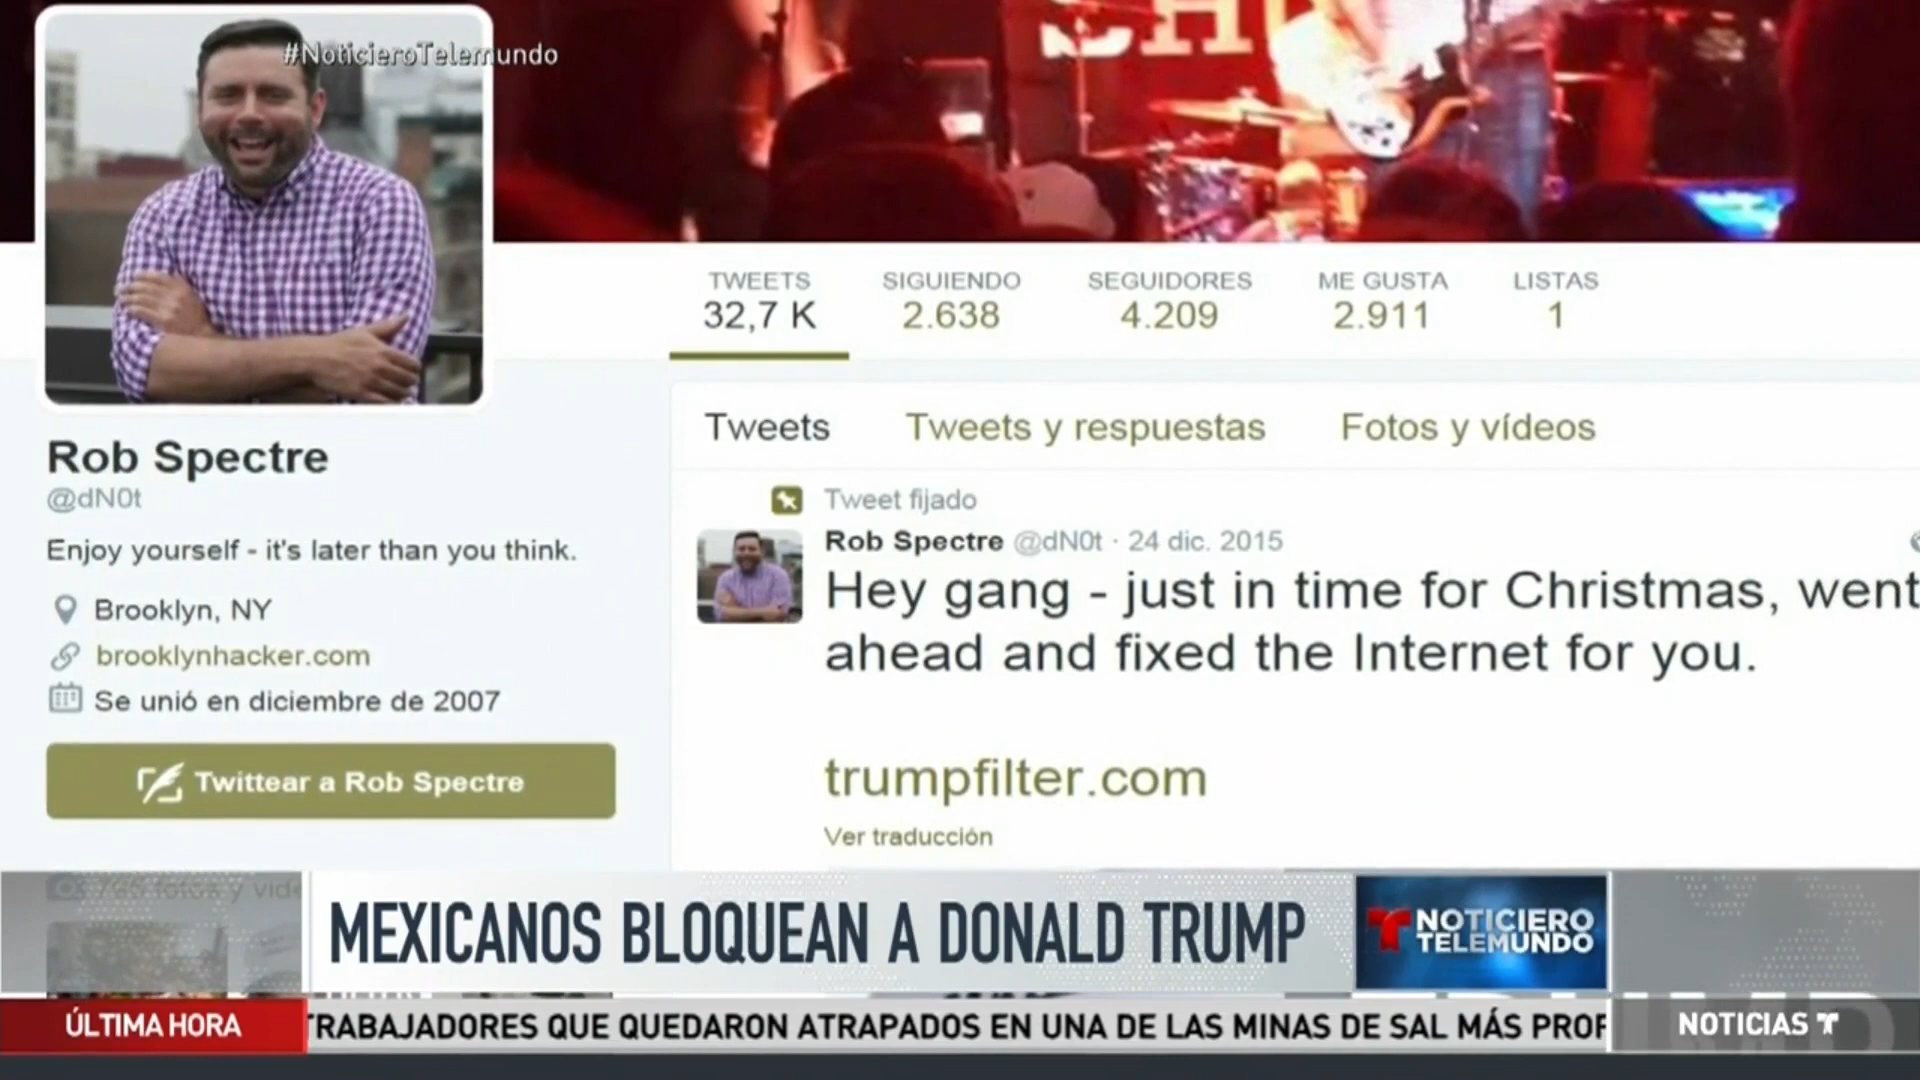 #NoticieroTelemundo
TWEETS SIGUIENDO SEGUIDORES ME GUSTA LISTAS
32,7 K 2.638 4.209 2.911 1
Tweets Tweets y respuestas Fotos y vídeos
Rob Spectre
@dN0t
Enjoy yourself - it's later than you think.
Brooklyn, NY
brooklynhacker.com
Se unió en diciembre de 2007
Twittear a Rob Spectre
Tweet fijado
Rob Spectre @dN0t · 24 dic. 2015
Hey gang - just in time for Christmas, went
ahead and fixed the Internet for you.
trumpfilter.com
Ver traducción
MEXICANOS BLOQUEAN A DONALD TRUMP
NOTICIERO
TELEMUNDO
ÚLTIMA HORA
TRABAJADORES QUE QUEDARON ATRAPADOS EN UNA DE LAS MINAS DE SAL MÁS PROF
NOTICIAS T